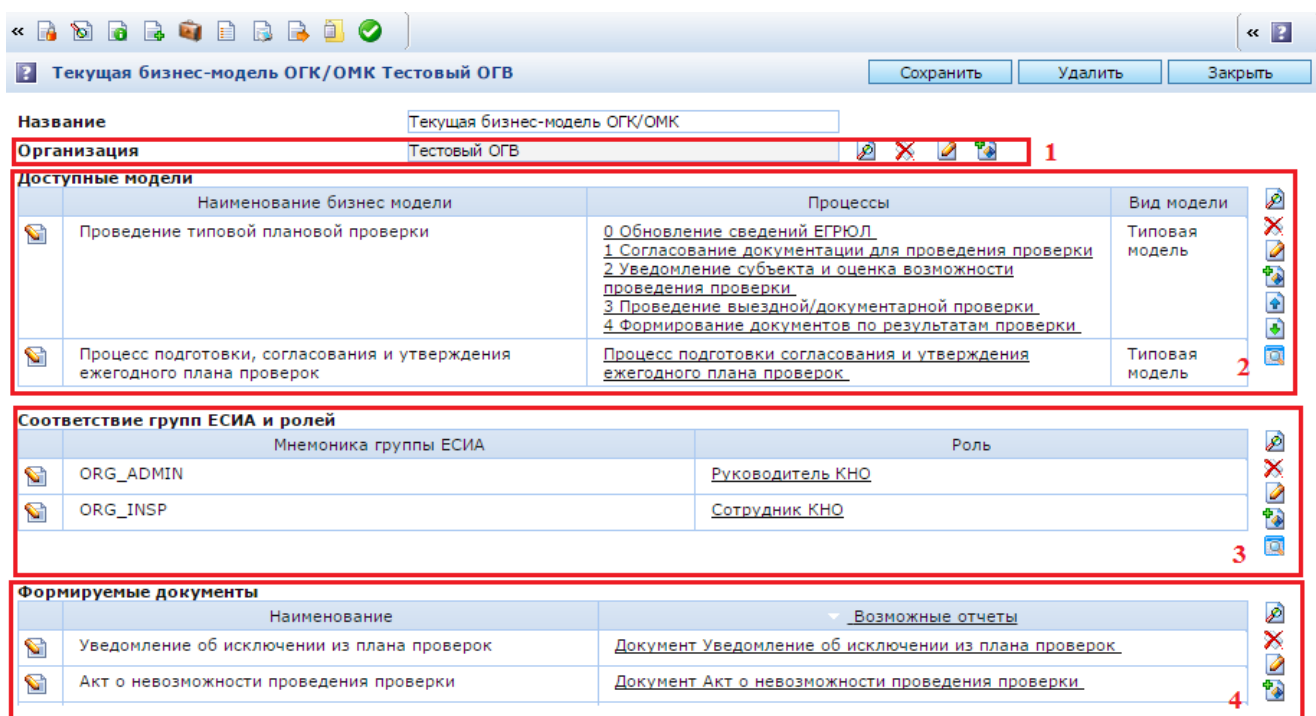 « «
Текущая бизнес-модель ОГК/ОМК Тестовый ОГВ Сохранить Удалить Закрыть
Название Текущая бизнес-модель ОГК/ОМК
Организация Тестовый ОГВ 1
Доступные модели
Наименование бизнес модели Процессы Вид модели
Проведение типовой плановой проверки
0 Обновление сведений ЕГРЮЛ
1 Согласование документации для проведения проверки
2 Уведомление субъекта и оценка возможности
проведения проверки
3 Проведение выездной/документарной проверки
4 Формирование документов по результатам проверки
Типовая
модель
Процесс подготовки, согласования и утверждения
ежегодного плана проверок
Процесс подготовки согласования и утверждения
ежегодного плана проверок
Типовая
модель
2
Соответствие групп ЕСИА и ролей
Мнемоника группы ЕСИА Роль
ORG_ADMIN Руководитель КНО
ORG_INSP Сотрудник КНО
3
Формируемые документы
Наименование Возможные отчеты
Уведомление об исключении из плана проверок Документ Уведомление об исключении из плана проверок
Акт о невозможности проведения проверки Документ Акт о невозможности проведения проверки
4